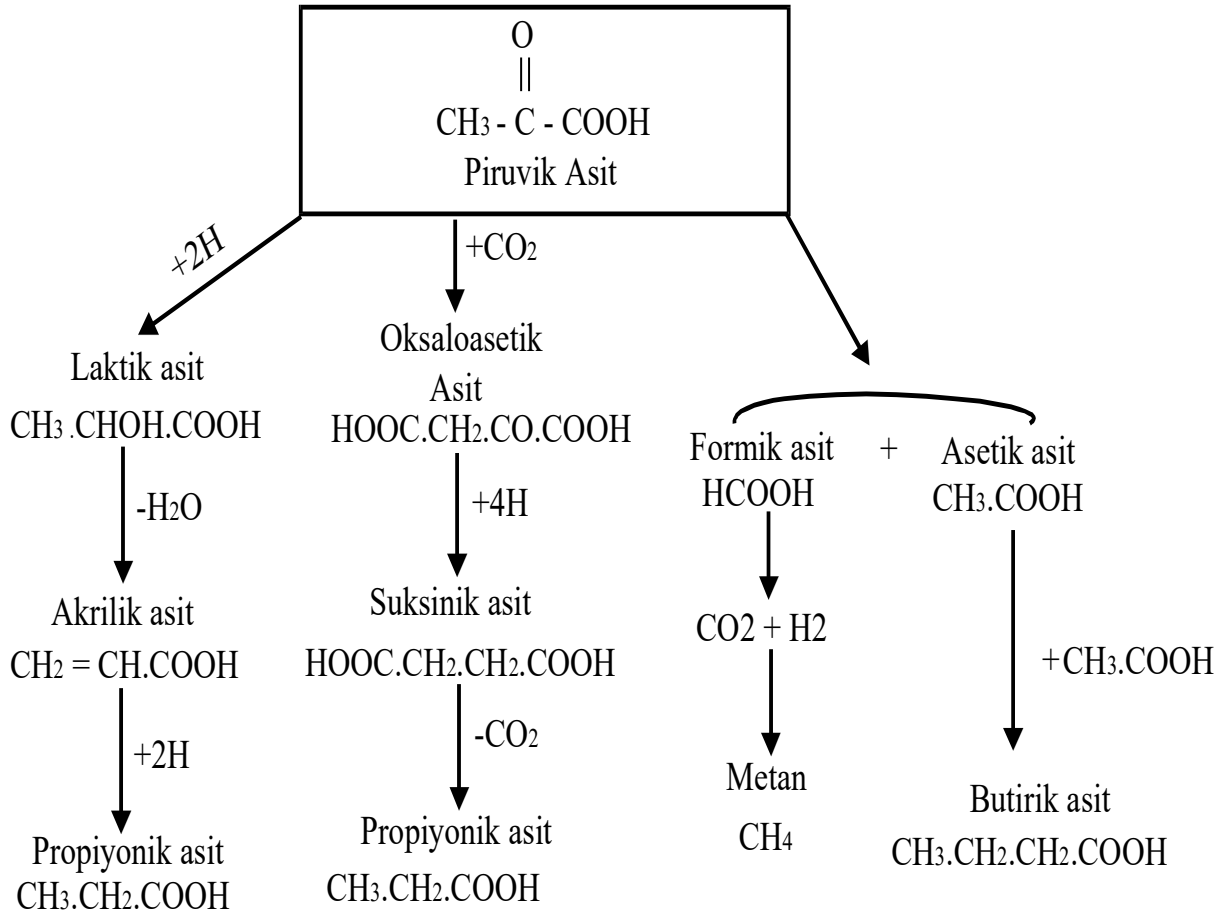 O
||
CH3 - C - COOH
Piruvik Asit
+2H
Laktik asit
CH3 .CHOH.COOH
-H2O
Akrilik asit
CH2 = CH.COOH
+2H
Propiyonik asit
CH3.CH2.COOH
+CO2
Oksaloasetik
Asit
HOOC.CH2.CO.COOH
+4H
Suksinik asit
HOOC.CH2.CH2.COOH
-CO2
Propiyonik asit
CH3.CH2.COOH
Formik asit + Asetik asit
HCOOH
CO2 + H2
Metan
CH4
CH3.COOH
+CH3.COOH
Butirik asit
CH3.CH2.CH2.COOH